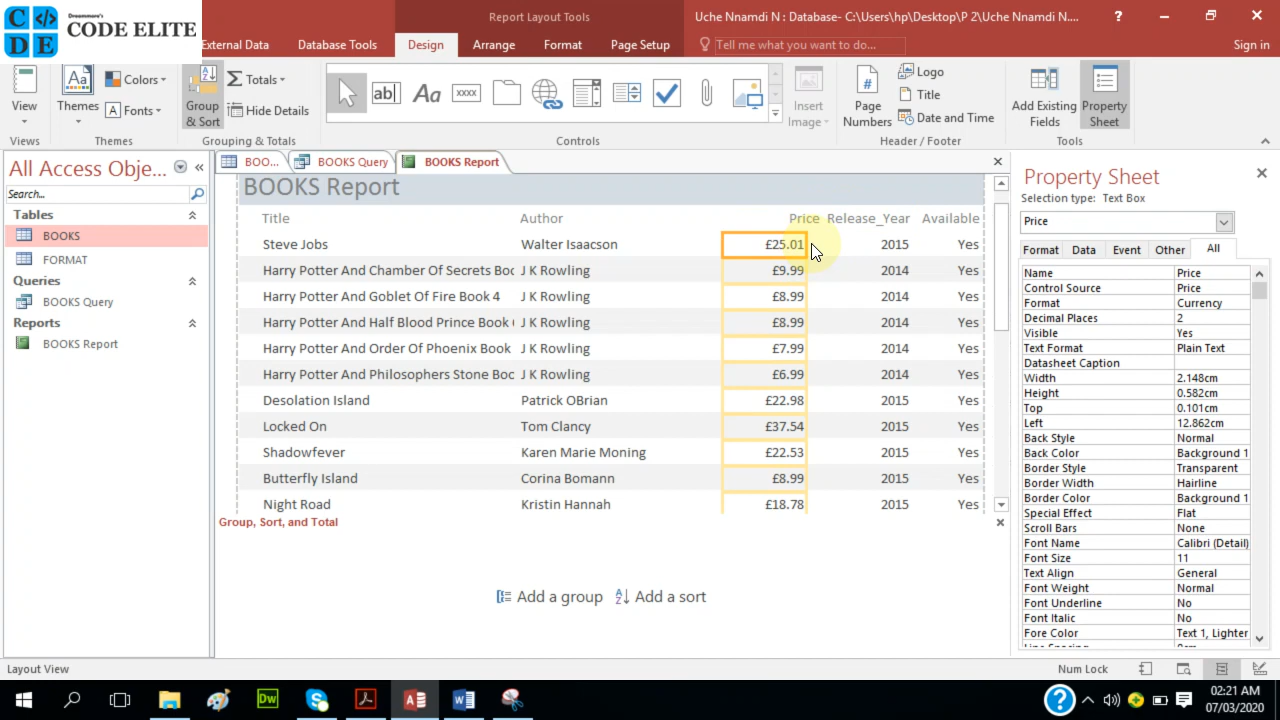 Dreammore's
CODE ELITE
C </>
D E
Report Layout Tools
Uche Nnamdi N : Database- C:\Users\hp\Desktop\P 2\Uche Nnamdi N....
?
External Data
Database Tools
Design
Arrange
Format
Page Setup
Tell me what you want to do...
Sign in
View
Themes
Aa
Colors
A Fonts
Group & Sort
Totals
Hide Details
ab|
Aa
xxxx
Insert Image
Page Numbers
#
Logo
Title
Date and Time
Add Existing Fields
Property Sheet
Views
Themes
Grouping & Totals
Controls
Header / Footer
Tools
All Access Obje...
Search...
Tables
BOOKS
FORMAT
Queries
BOOKS Query
Reports
BOOKS Report
BOO...
BOOKS Query
BOOKS Report
BOOKS Report
Title Author Price Release_Year Available
Steve Jobs Walter Isaacson £25.01 2015 Yes
Harry Potter And Chamber Of Secrets Boo J K Rowling £9.99 2014 Yes
Harry Potter And Goblet Of Fire Book 4 J K Rowling £8.99 2014 Yes
Harry Potter And Half Blood Prince Book J K Rowling £8.99 2014 Yes
Harry Potter And Order Of Phoenix Book J K Rowling £7.99 2014 Yes
Harry Potter And Philosophers Stone Boo J K Rowling £6.99 2014 Yes
Desolation Island Patrick OBrian £22.98 2015 Yes
Locked On Tom Clancy £37.54 2015 Yes
Shadowfever Karen Marie Moning £22.53 2015 Yes
Butterfly Island Corina Bomann £8.99 2015 Yes
Night Road Kristin Hannah £18.78 2015 Yes
Group, Sort, and Total
Add a group
Add a sort
Property Sheet
Selection type: Text Box
Price
Format Data Event Other All
Name Price
Control Source Price
Format Currency
Decimal Places 2
Visible Yes
Text Format Plain Text
Datasheet Caption
Width 2.148cm
Height 0.582cm
Top 0.101cm
Left 12.862cm
Back Style Normal
Back Color Background 1
Border Style Transparent
Border Width Hairline
Border Color Background 1
Special Effect Flat
Scroll Bars None
Font Name Calibri (Detail)
Font Size 11
Text Align General
Font Weight Normal
Font Underline No
Font Italic No
Fore Color Text 1, Lighter
Layout View
Num Lock
Dw
02:21 AM
07/03/2020